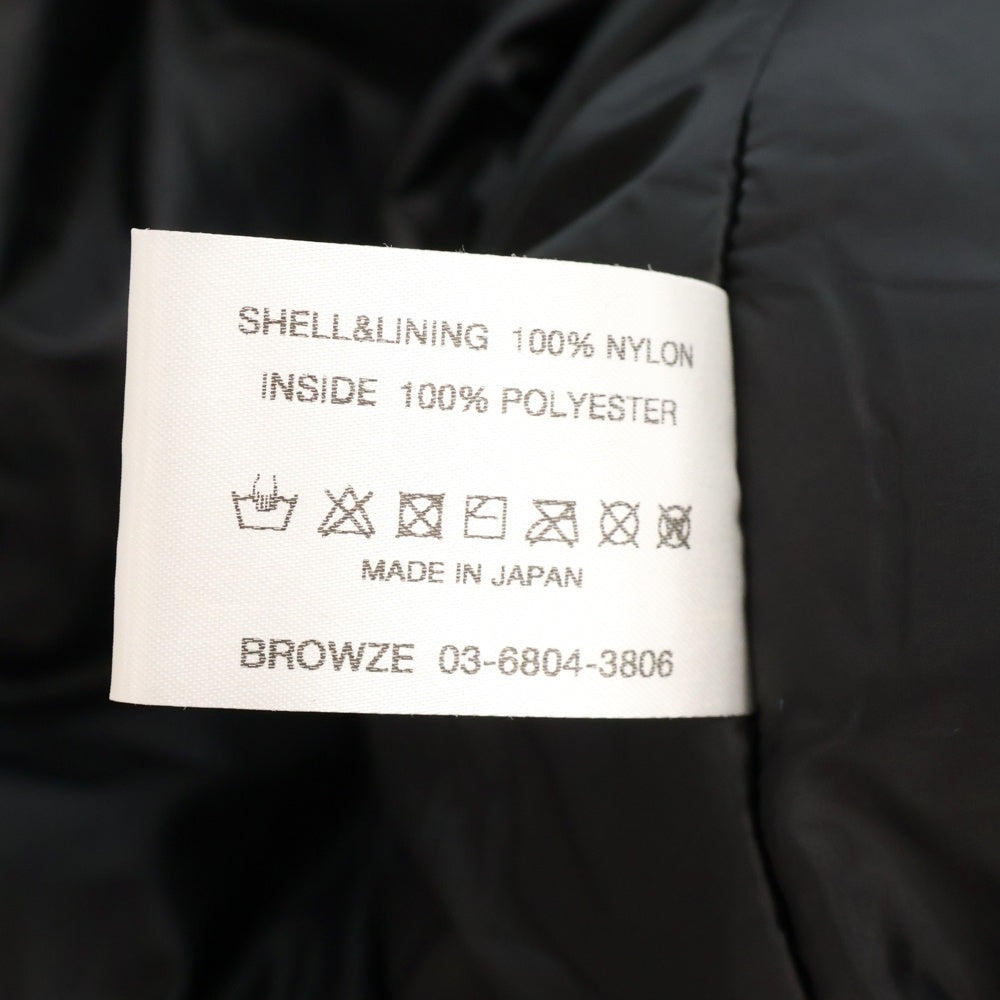 SHELL&LINING 100% NYLON
INSIDE 100% POLYESTER
MADE IN JAPAN
BROWZE 03-6804-3806